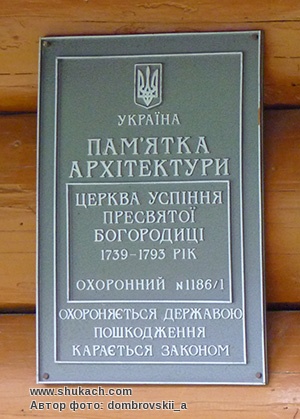 УКРАЇНА
ПАМ'ЯТКА
АРХІТЕКТУРИ
ЦЕРКВА УСПІННЯ
ПРЕСВЯТОЇ
БОГОРОДИЦІ
1739-1793 РІК
ОХОРОННИЙ №1186/1
ОХОРОНЯЄТЬСЯ ДЕРЖАВОЮ
ПОШКОДЖЕННЯ
КАРАЄТЬСЯ ЗАКОНОМ
www.shukach.com
Автор фото: dombrovskii_a